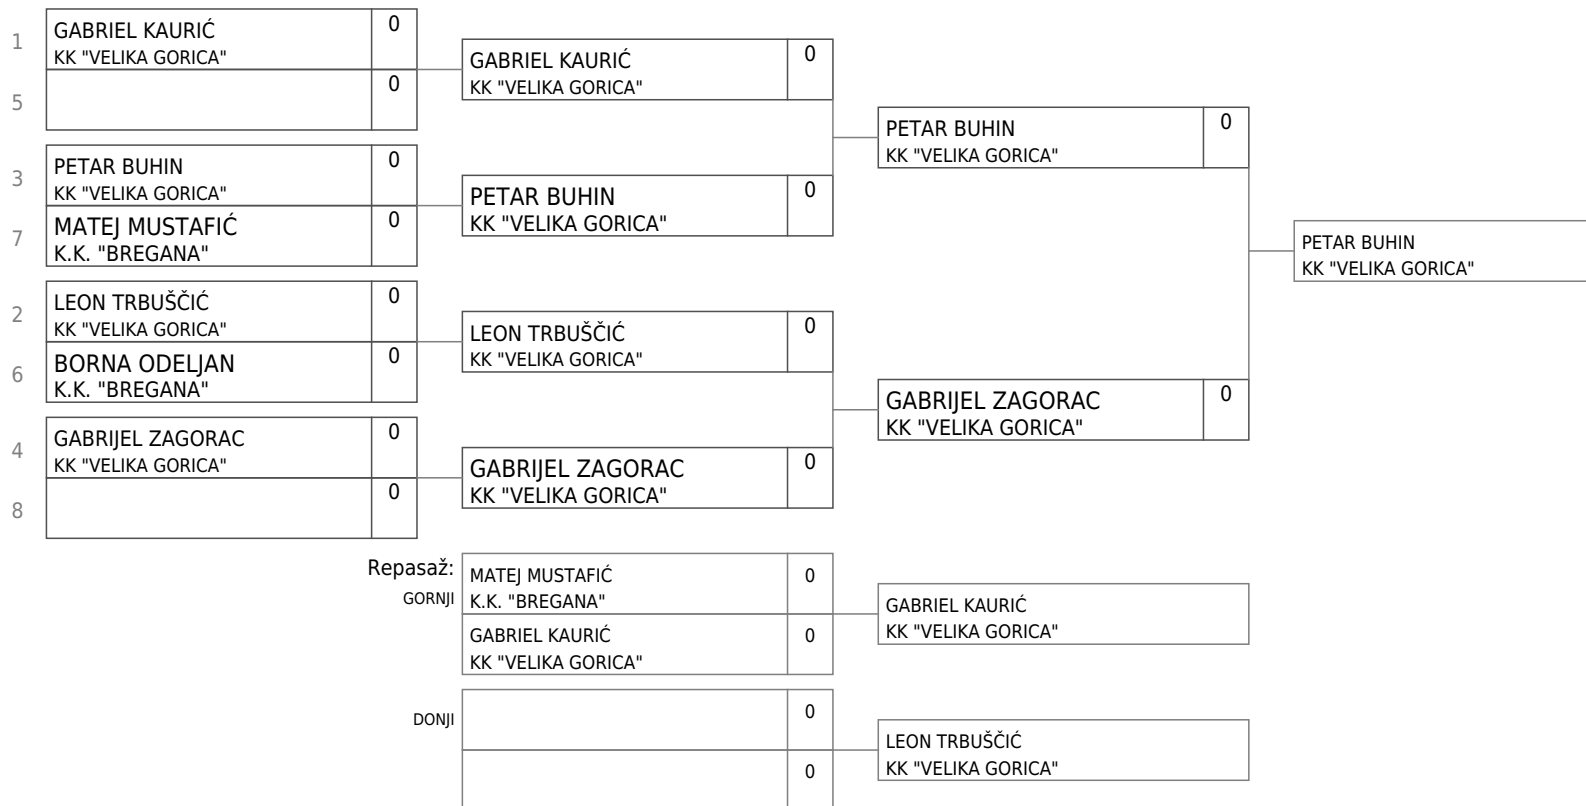 1
GABRIEL KAURIĆ
KK "VELIKA GORICA"
0
5
0
3
PETAR BUHIN
KK "VELIKA GORICA"
0
7
MATEJ MUSTAFIĆ
K.K. "BREGANA"
0
2
LEON TRBUŠČIĆ
KK "VELIKA GORICA"
0
6
BORNA ODELJAN
K.K. "BREGANA"
0
4
GABRIJEL ZAGORAC
KK "VELIKA GORICA"
0
8
0
GABRIEL KAURIĆ
KK "VELIKA GORICA"
0
PETAR BUHIN
KK "VELIKA GORICA"
0
LEON TRBUŠČIĆ
KK "VELIKA GORICA"
0
GABRIJEL ZAGORAC
KK "VELIKA GORICA"
0
PETAR BUHIN
KK "VELIKA GORICA"
0
GABRIJEL ZAGORAC
KK "VELIKA GORICA"
0
PETAR BUHIN
KK "VELIKA GORICA"
Repasaž:
GORNJI
MATEJ MUSTAFIĆ
K.K. "BREGANA"
0
GABRIEL KAURIĆ
KK "VELIKA GORICA"
0
GABRIEL KAURIĆ
KK "VELIKA GORICA"
DONJI
0
0
LEON TRBUŠČIĆ
KK "VELIKA GORICA"